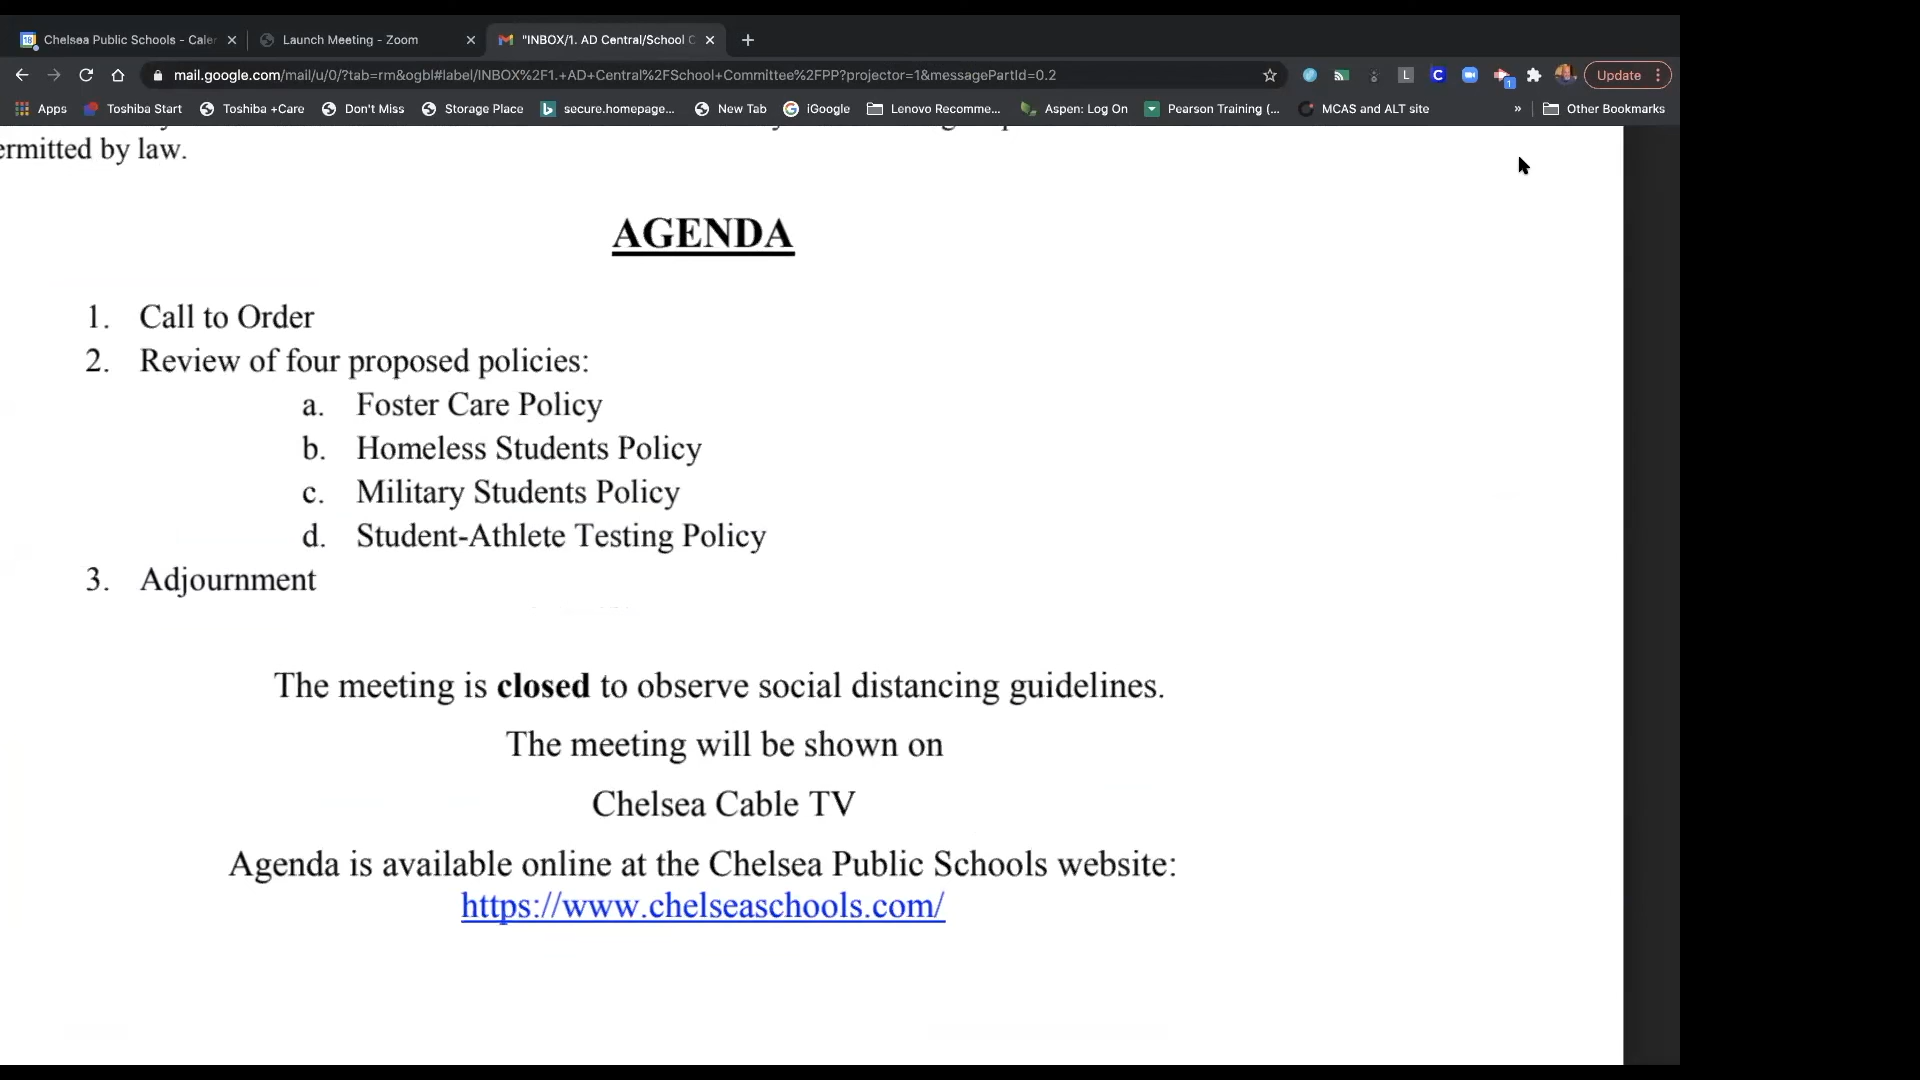 Chelsea Public Schools - Caler
Launch Meeting - Zoom
"INBOX/1. AD Central/School C
mail.google.com/mail/u/0/?tab=rm&ogbl#label/INBOX%2F1.+AD+Central%2FSchool+Committee%2FPP?projector=1&messagePartId=0.2
Update
Apps Toshiba Start Toshiba +Care Don't Miss Storage Place secure.homepage... New Tab iGoogle Lenovo Recomme... Aspen: Log On Pearson Training (... MCAS and ALT site » Other Bookmarks
ermitted by law.
AGENDA
1. Call to Order
2. Review of four proposed policies:
a. Foster Care Policy
b. Homeless Students Policy
c. Military Students Policy
d. Student-Athlete Testing Policy
3. Adjournment
The meeting is closed to observe social distancing guidelines.
The meeting will be shown on
Chelsea Cable TV
Agenda is available online at the Chelsea Public Schools website:
https://www.chelseaschools.com/